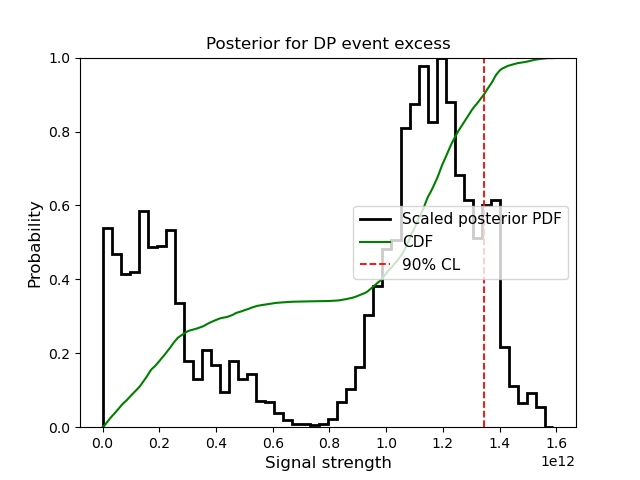 Posterior for DP event excess
Probability
1.0
0.8
0.6
0.4
0.2
0.0
Scaled posterior PDF
CDF
90% CL
0.0 0.2 0.4 0.6 0.8 1.0 1.2 1.4 1.6
1e12
Signal strength